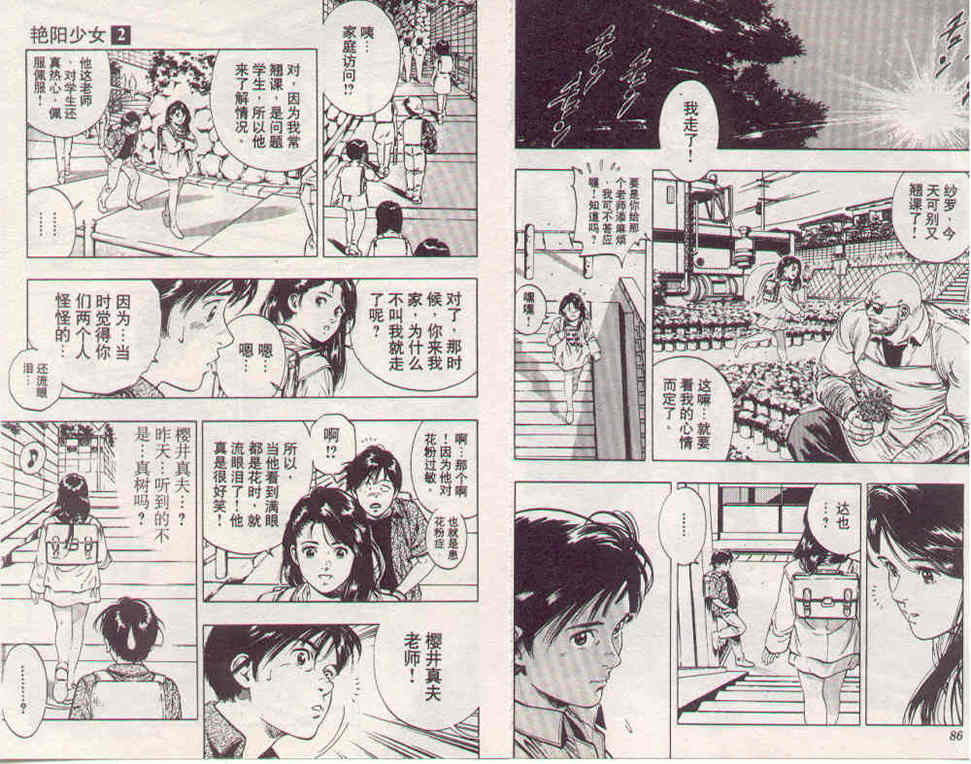 我走了！
纱罗、今
天可别又
翘课了！
这嘛…就要
看我的心情
而定了．
要是你给那
个老师添麻烦
，我可不答应
喔！知道吗？
嘿嘿！
达也
…？
……
86
艳阳少女 2
咦…
家庭访问!?
对，因为我常
翘课、是问题
学生，所以他
来了解情况
他这老师
、对学生还
真热心、佩
服佩服！
……
……
对了，那时
候，你来我
家，为什么
不叫我就走
了呢？
嗯…
嗯…
因为…当
时觉得你
们两个人
怪怪的…
还流眼
泪…
啊…那个啊
！因为他对
花粉过敏，
也就是患
花粉症
啊!?
所以，
当他看到满眼
都是花时，就
流眼泪了！他
真是很好笑！
樱井真夫
老师！
樱井真夫…？
昨天…听到的不
是…真树吗？
……。